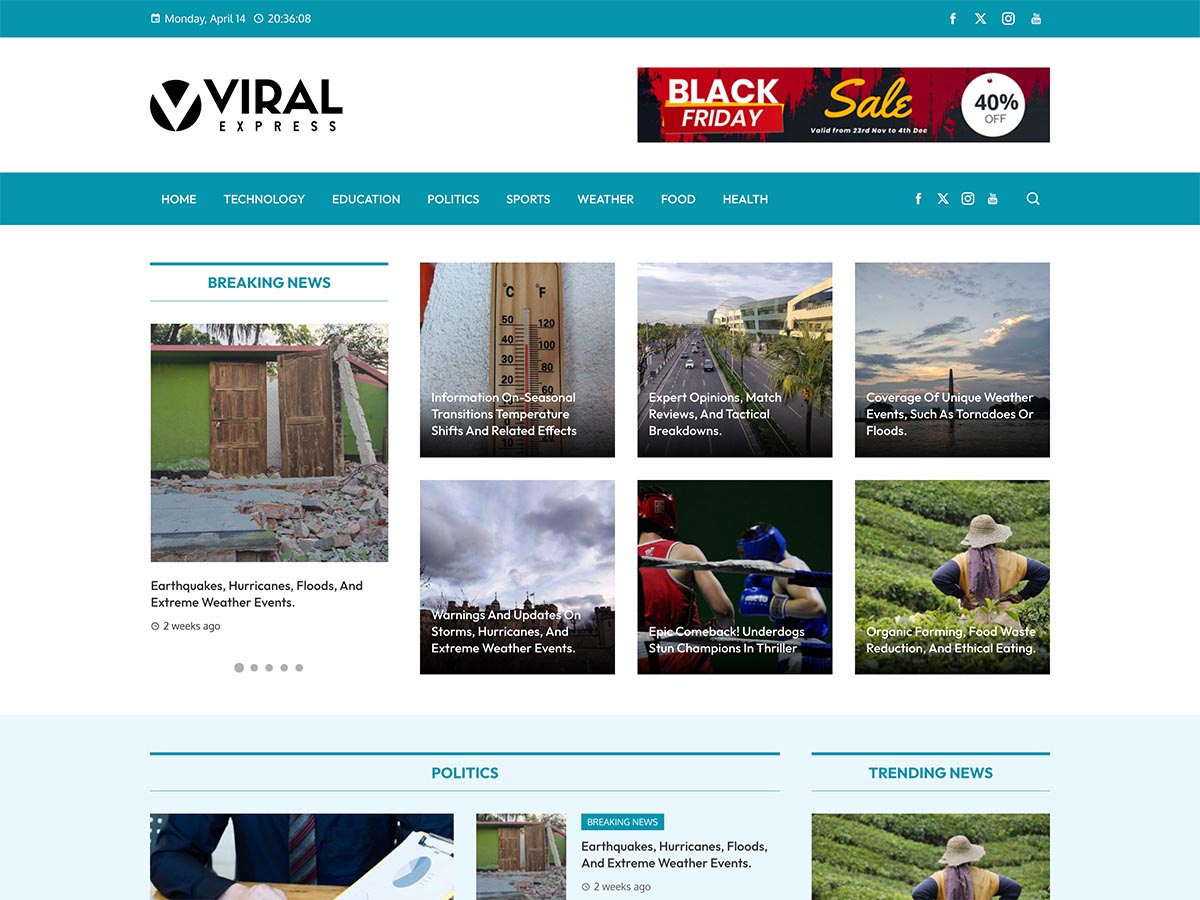 Monday, April 14 20:36:08
VIRAL
EXPRESS
BLACK
FRIDAY
Sale
Valid from 23rd Nov to 4th Dec
40%
OFF
HOME TECHNOLOGY EDUCATION POLITICS SPORTS WEATHER FOOD HEALTH
BREAKING NEWS
Earthquakes, Hurricanes, Floods, And
Extreme Weather Events.
2 weeks ago
°C °F
50 120
40 100
30 80
20 60
10
Information On-Seasonal
Transitions Temperature
Shifts And Related Effects
Expert Opinions, Match
Reviews, And Tactical
Breakdowns.
Coverage Of Unique Weather
Events, Such As Tornadoes Or
Floods.
Warnings And Updates On
Storms, Hurricanes, And
Extreme Weather Events.
Epic Comeback! Underdogs
Stun Champions In Thriller
Organic Farming, Food Waste
Reduction, And Ethical Eating.
POLITICS
BREAKING NEWS
Earthquakes, Hurricanes, Floods,
And Extreme Weather Events.
2 weeks ago
TRENDING NEWS